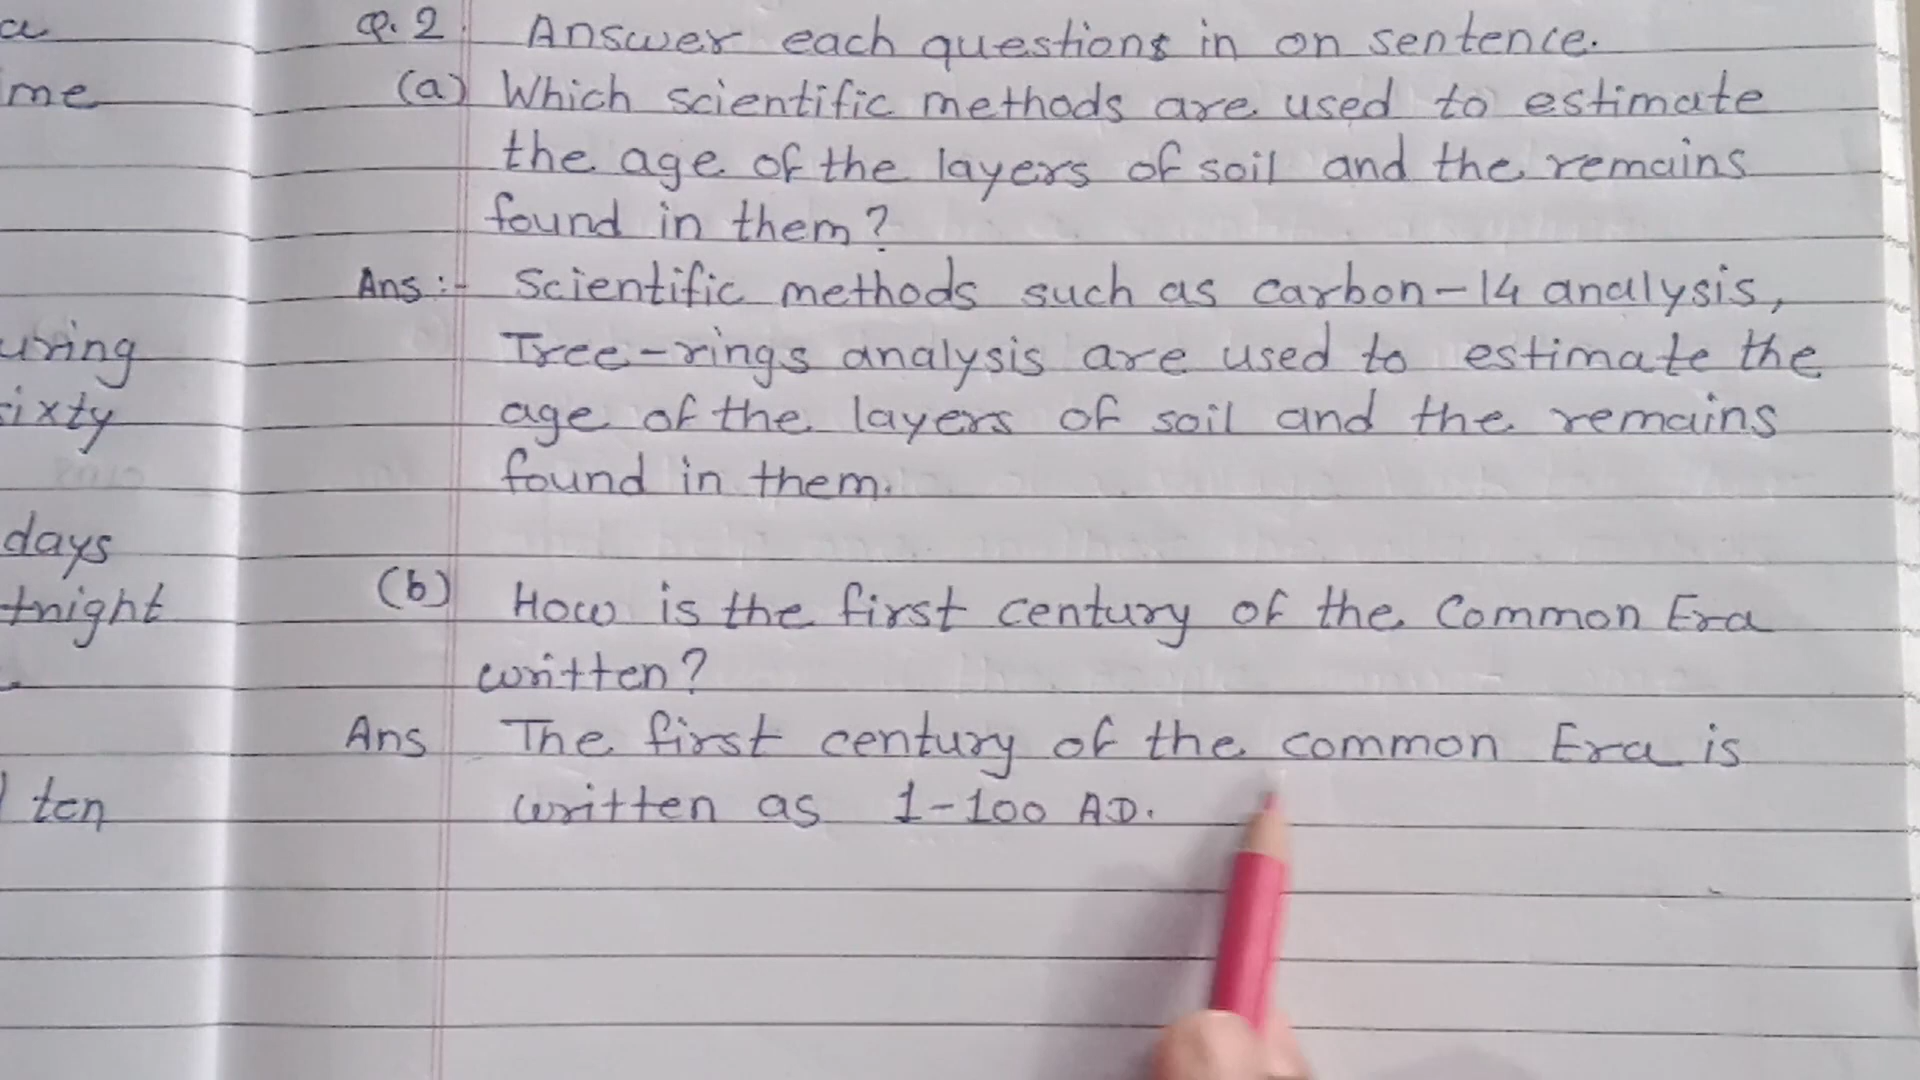 a
me
uring
sixty
days
tnight
ten
Q.2 Answer each questions in on sentence.
(a) Which scientific methods are used to estimate
the age of the layers of soil and the remains
found in them?
Ans :- Scientific methods such as carbon-14 analysis,
Tree-rings analysis are used to estimate the
age of the layers of soil and the remains
found in them.
(b) How is the first century of the Common Era
written?
Ans The first century of the common Era is
written as 1-100 AD.